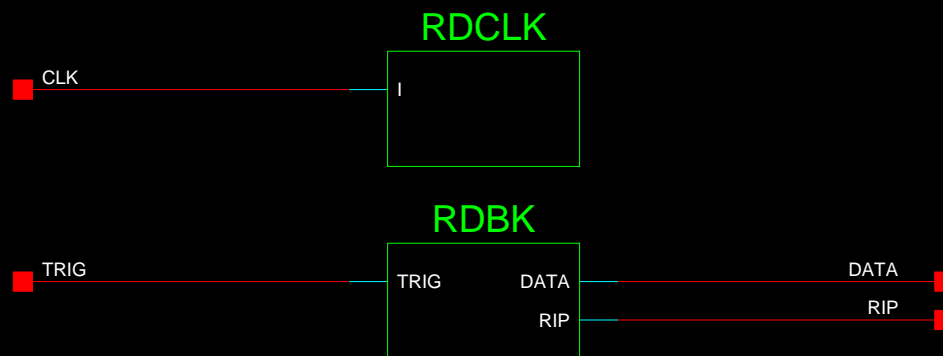 RDCLK
CLK
I
RDBK
TRIG
TRIG DATA
DATA
RIP
RIP